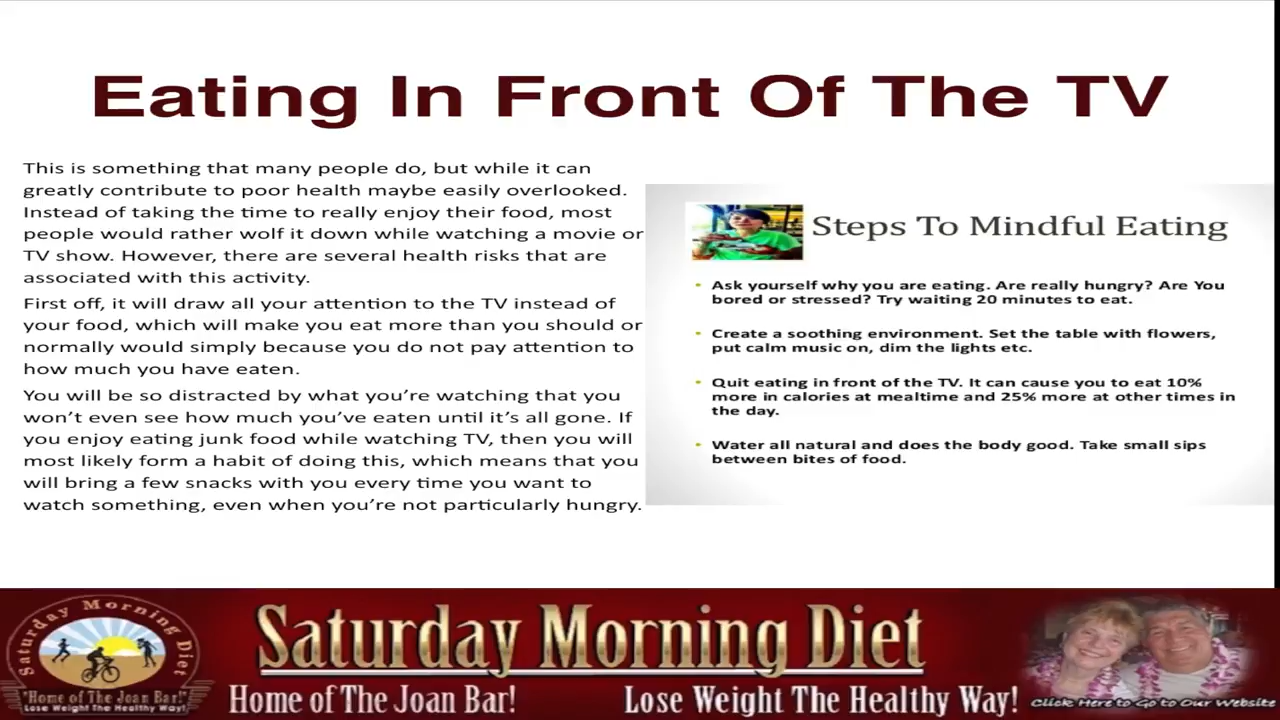 Eating In Front Of The TV
This is something that many people do, but while it can
greatly contribute to poor health maybe easily overlooked.
Instead of taking the time to really enjoy their food, most
people would rather wolf it down while watching a movie or
TV show. However, there are several health risks that are
associated with this activity.
First off, it will draw all your attention to the TV instead of
your food, which will make you eat more than you should or
normally would simply because you do not pay attention to
how much you have eaten.
You will be so distracted by what you're watching that you
won't even see how much you've eaten until it's all gone. If
you enjoy eating junk food while watching TV, then you will
most likely form a habit of doing this, which means that you
will bring a few snacks with you every time you want to
watch something, even when you're not particularly hungry.
Steps To Mindful Eating
• Ask yourself why you are eating. Are really hungry? Are You
bored or stressed? Try waiting 20 minutes to eat.
• Create a soothing environment. Set the table with flowers,
put calm music on, dim the lights etc.
• Quit eating in front of the TV. It can cause you to eat 10%
more in calories at mealtime and 25% more at other times in
the day.
• Water all natural and does the body good. Take small sips
between bites of food.
Saturday Morning Diet
"Home of The Joan Bar!"
Lose Weight The Healthy Way!
Saturday Morning Diet
Home of The Joan Bar! Lose Weight The Healthy Way!
Click Here to Go to Our Website